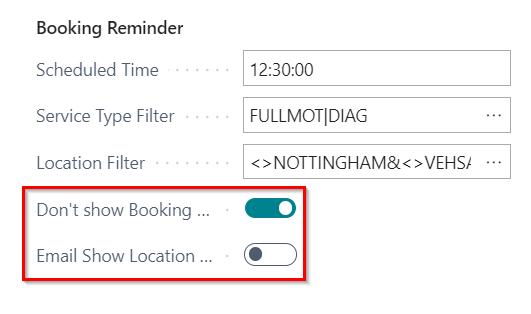 Booking Reminder
Scheduled Time 12:30:00
Service Type Filter FULLMOT|DIAG ...
Location Filter <>NOTTINGHAM&<>VEHSA ...
Don't show Booking ...
Email Show Location ...